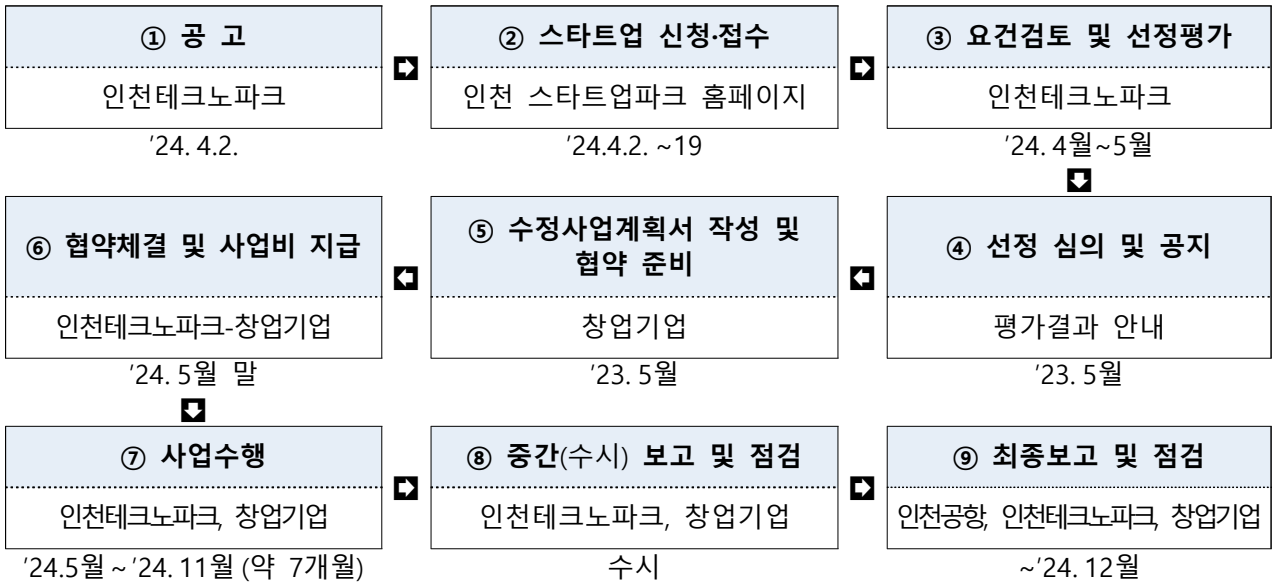 ① 공 고
인천테크노파크
'24. 4.2.
② 스타트업 신청·접수
인천 스타트업파크 홈페이지
'24.4.2. ~19
③ 요건검토 및 선정평가
인천테크노파크
'24. 4월~5월
④ 선정 심의 및 공지
평가결과 안내
'23. 5월
⑤ 수정사업계획서 작성 및
협약 준비
창업기업
'23. 5월
⑥ 협약체결 및 사업비 지급
인천테크노파크-창업기업
'24. 5월 말
⑦ 사업수행
인천테크노파크, 창업기업
'24.5월 ~ '24. 11월 (약 7개월)
⑧ 중간(수시) 보고 및 점검
인천테크노파크, 창업기업
수시
⑨ 최종보고 및 점검
인천공항, 인천테크노파크, 창업기업
~'24. 12월